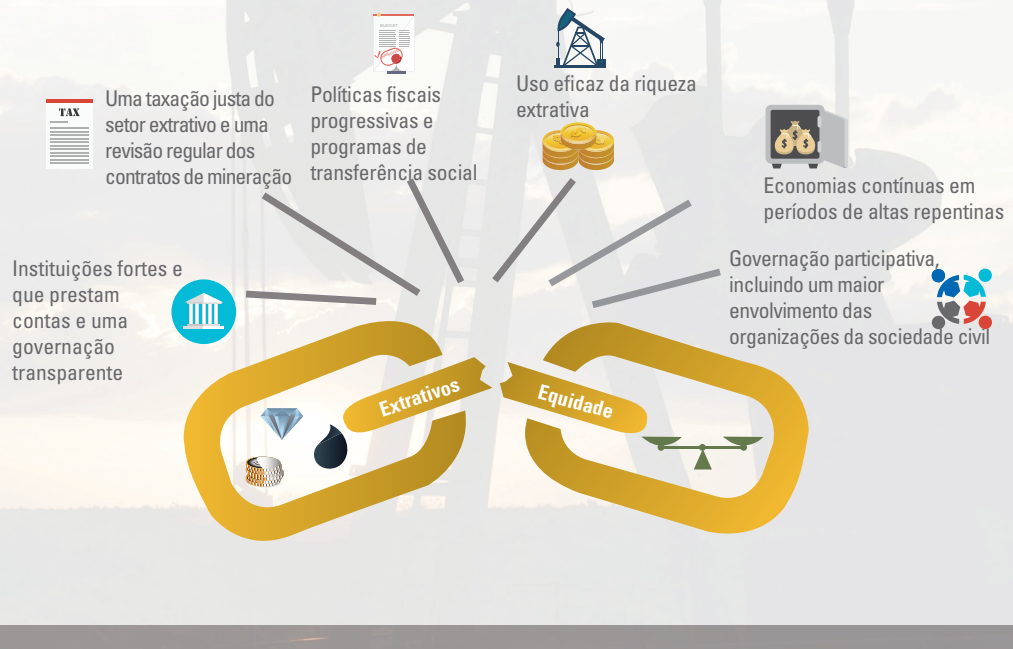 BUDGET
TAX
Uma taxação justa do
setor extrativo e uma
revisão regular dos
contratos de mineração
Políticas fiscais
progressivas e
programas de
transferência social
Uso eficaz da riqueza
extrativa
Economias contínuas em
períodos de altas repentinas
Instituições fortes e
que prestam
contas e uma
governação
transparente
Governação participativa,
incluindo um maior
envolvimento das
organizações da sociedade civil
Extrativos
Equidade
$
$ $